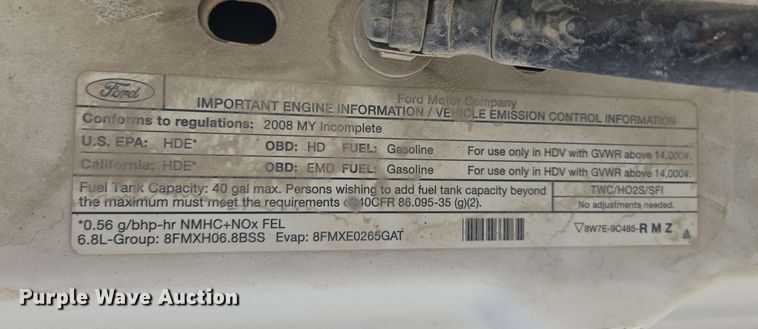 Ford
Ford Motor Company
IMPORTANT ENGINE INFORMATION / VEHICLE EMISSION CONTROL INFORMATION
Conforms to regulations: 2008 MY Incomplete
U.S. EPA: HDE* OBD: HD FUEL: Gasoline For use only in HDV with GVWR above 14,000#.
California: HDE* OBD: EMD FUEL: Gasoline For use only in HDV with GVWR above 14,000#.
Fuel Tank Capacity: 40 gal max. Persons wishing to add fuel tank capacity beyond TWC/HO2S/SFI
the maximum must meet the requirements 40CFR 86.095-35 (g)(2). No adjustments needed.
*0.56 g/bhp-hr NMHC+NOx FEL
6.8L-Group: 8FMXH06.8BSS Evap: 8FMXE0265GAT ▽8W7E-9C485-R M Z △
Purple Wave Auction